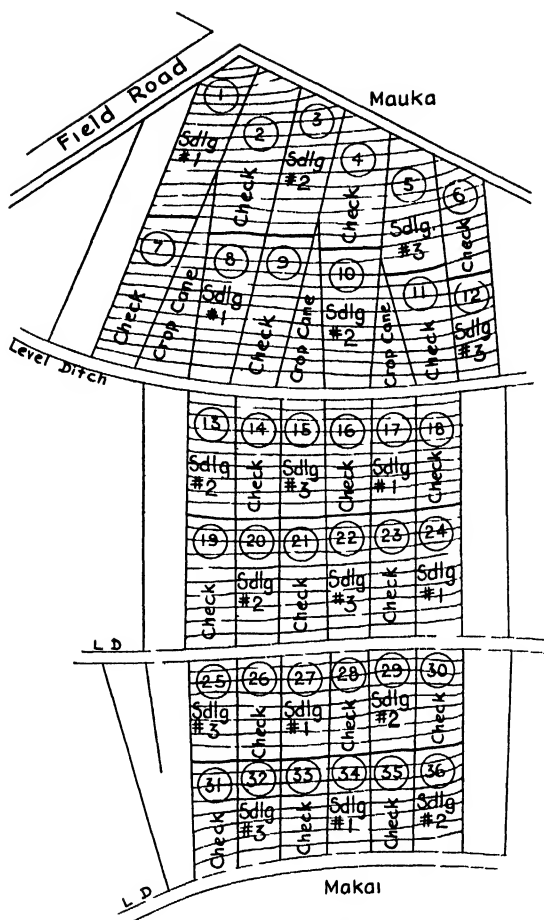 Field Road
Mauka
1
Sdlg
#1
2
Check
3
Sdlg
#2
4
Check
5
Sdlg.
#3
6
Check
7
Check
Crop Cane
8
Sdlg
#1
9
Check
Crop Cane
10
Sdlg
#2
Crop Cane
11
Check
12
Sdlg
#3
Level Ditch
13
Sdlg
#2
14
Check
15
Sdlg
#3
16
Check
17
Sdlg
#1
18
Check
19
Check
20
Sdlg
#2
21
Check
22
Sdlg
#3
23
Check
24
Sdlg
#1
L D
25
Sdlg
#3
26
Check
27
Sdlg
#1
28
Check
29
Sdlg
#2
30
Check
31
Check
32
Sdlg
#3
33
Check
34
Sdlg
#1
35
Check
36
Sdlg
#2
L D
Makai